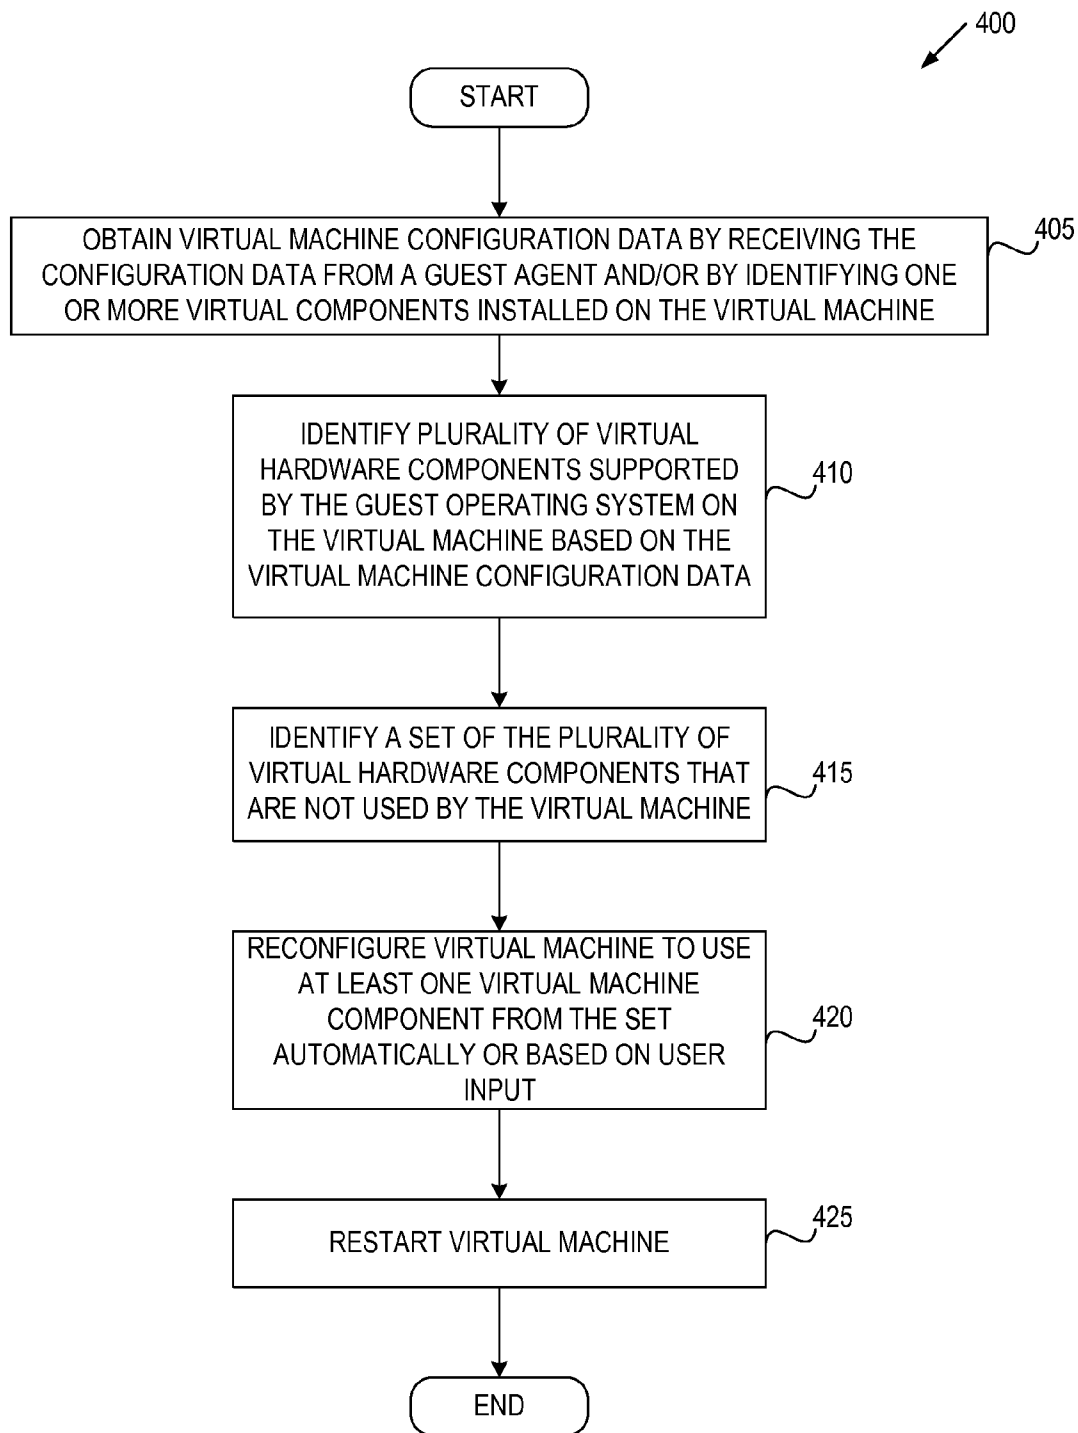 400
START
OBTAIN VIRTUAL MACHINE CONFIGURATION DATA BY RECEIVING THE
CONFIGURATION DATA FROM A GUEST AGENT AND/OR BY IDENTIFYING ONE
OR MORE VIRTUAL COMPONENTS INSTALLED ON THE VIRTUAL MACHINE
405
IDENTIFY PLURALITY OF VIRTUAL
HARDWARE COMPONENTS SUPPORTED
BY THE GUEST OPERATING SYSTEM ON
THE VIRTUAL MACHINE BASED ON THE
VIRTUAL MACHINE CONFIGURATION DATA
410
IDENTIFY A SET OF THE PLURALITY OF
VIRTUAL HARDWARE COMPONENTS THAT
ARE NOT USED BY THE VIRTUAL MACHINE
415
RECONFIGURE VIRTUAL MACHINE TO USE
AT LEAST ONE VIRTUAL MACHINE
COMPONENT FROM THE SET
AUTOMATICALLY OR BASED ON USER
INPUT
420
RESTART VIRTUAL MACHINE
425
END